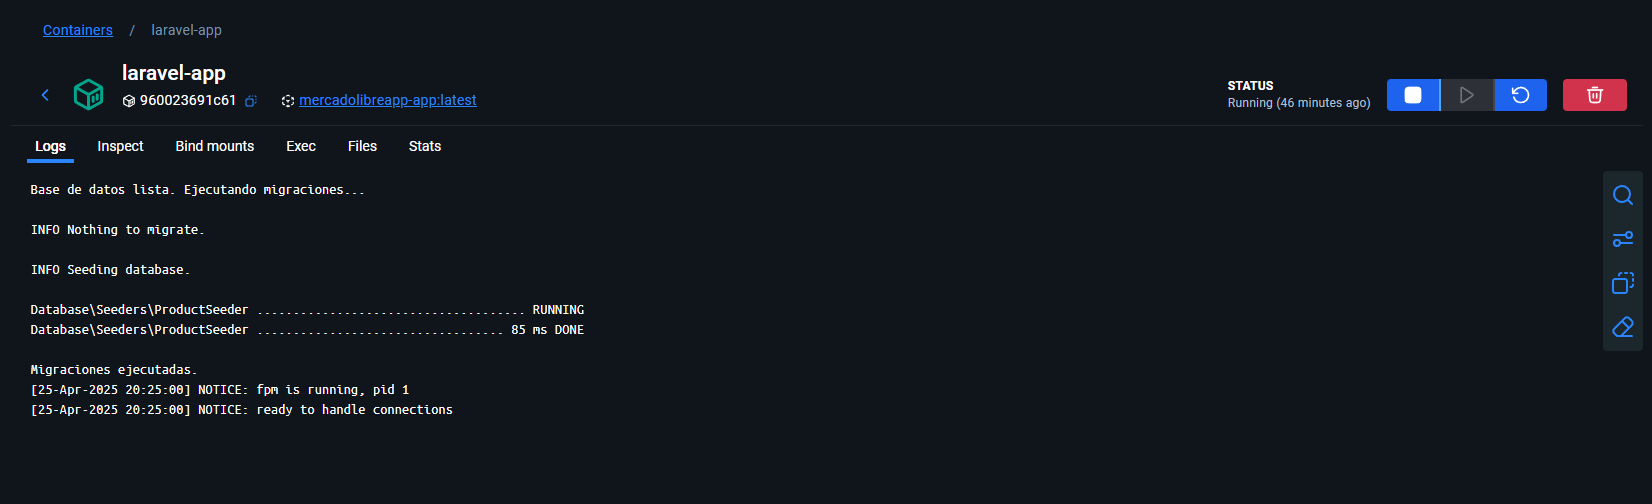 Containers / laravel-app
laravel-app
960023691c61 mercadolibreapp-app:latest
STATUS
Running (46 minutes ago)
Logs Inspect Bind mounts Exec Files Stats
Base de datos lista. Ejecutando migraciones...
INFO Nothing to migrate.
INFO Seeding database.
Database\Seeders\ProductSeeder ..................................... RUNNING
Database\Seeders\ProductSeeder .................................. 85 ms DONE
Migraciones ejecutadas.
[25-Apr-2025 20:25:00] NOTICE: fpm is running, pid 1
[25-Apr-2025 20:25:00] NOTICE: ready to handle connections